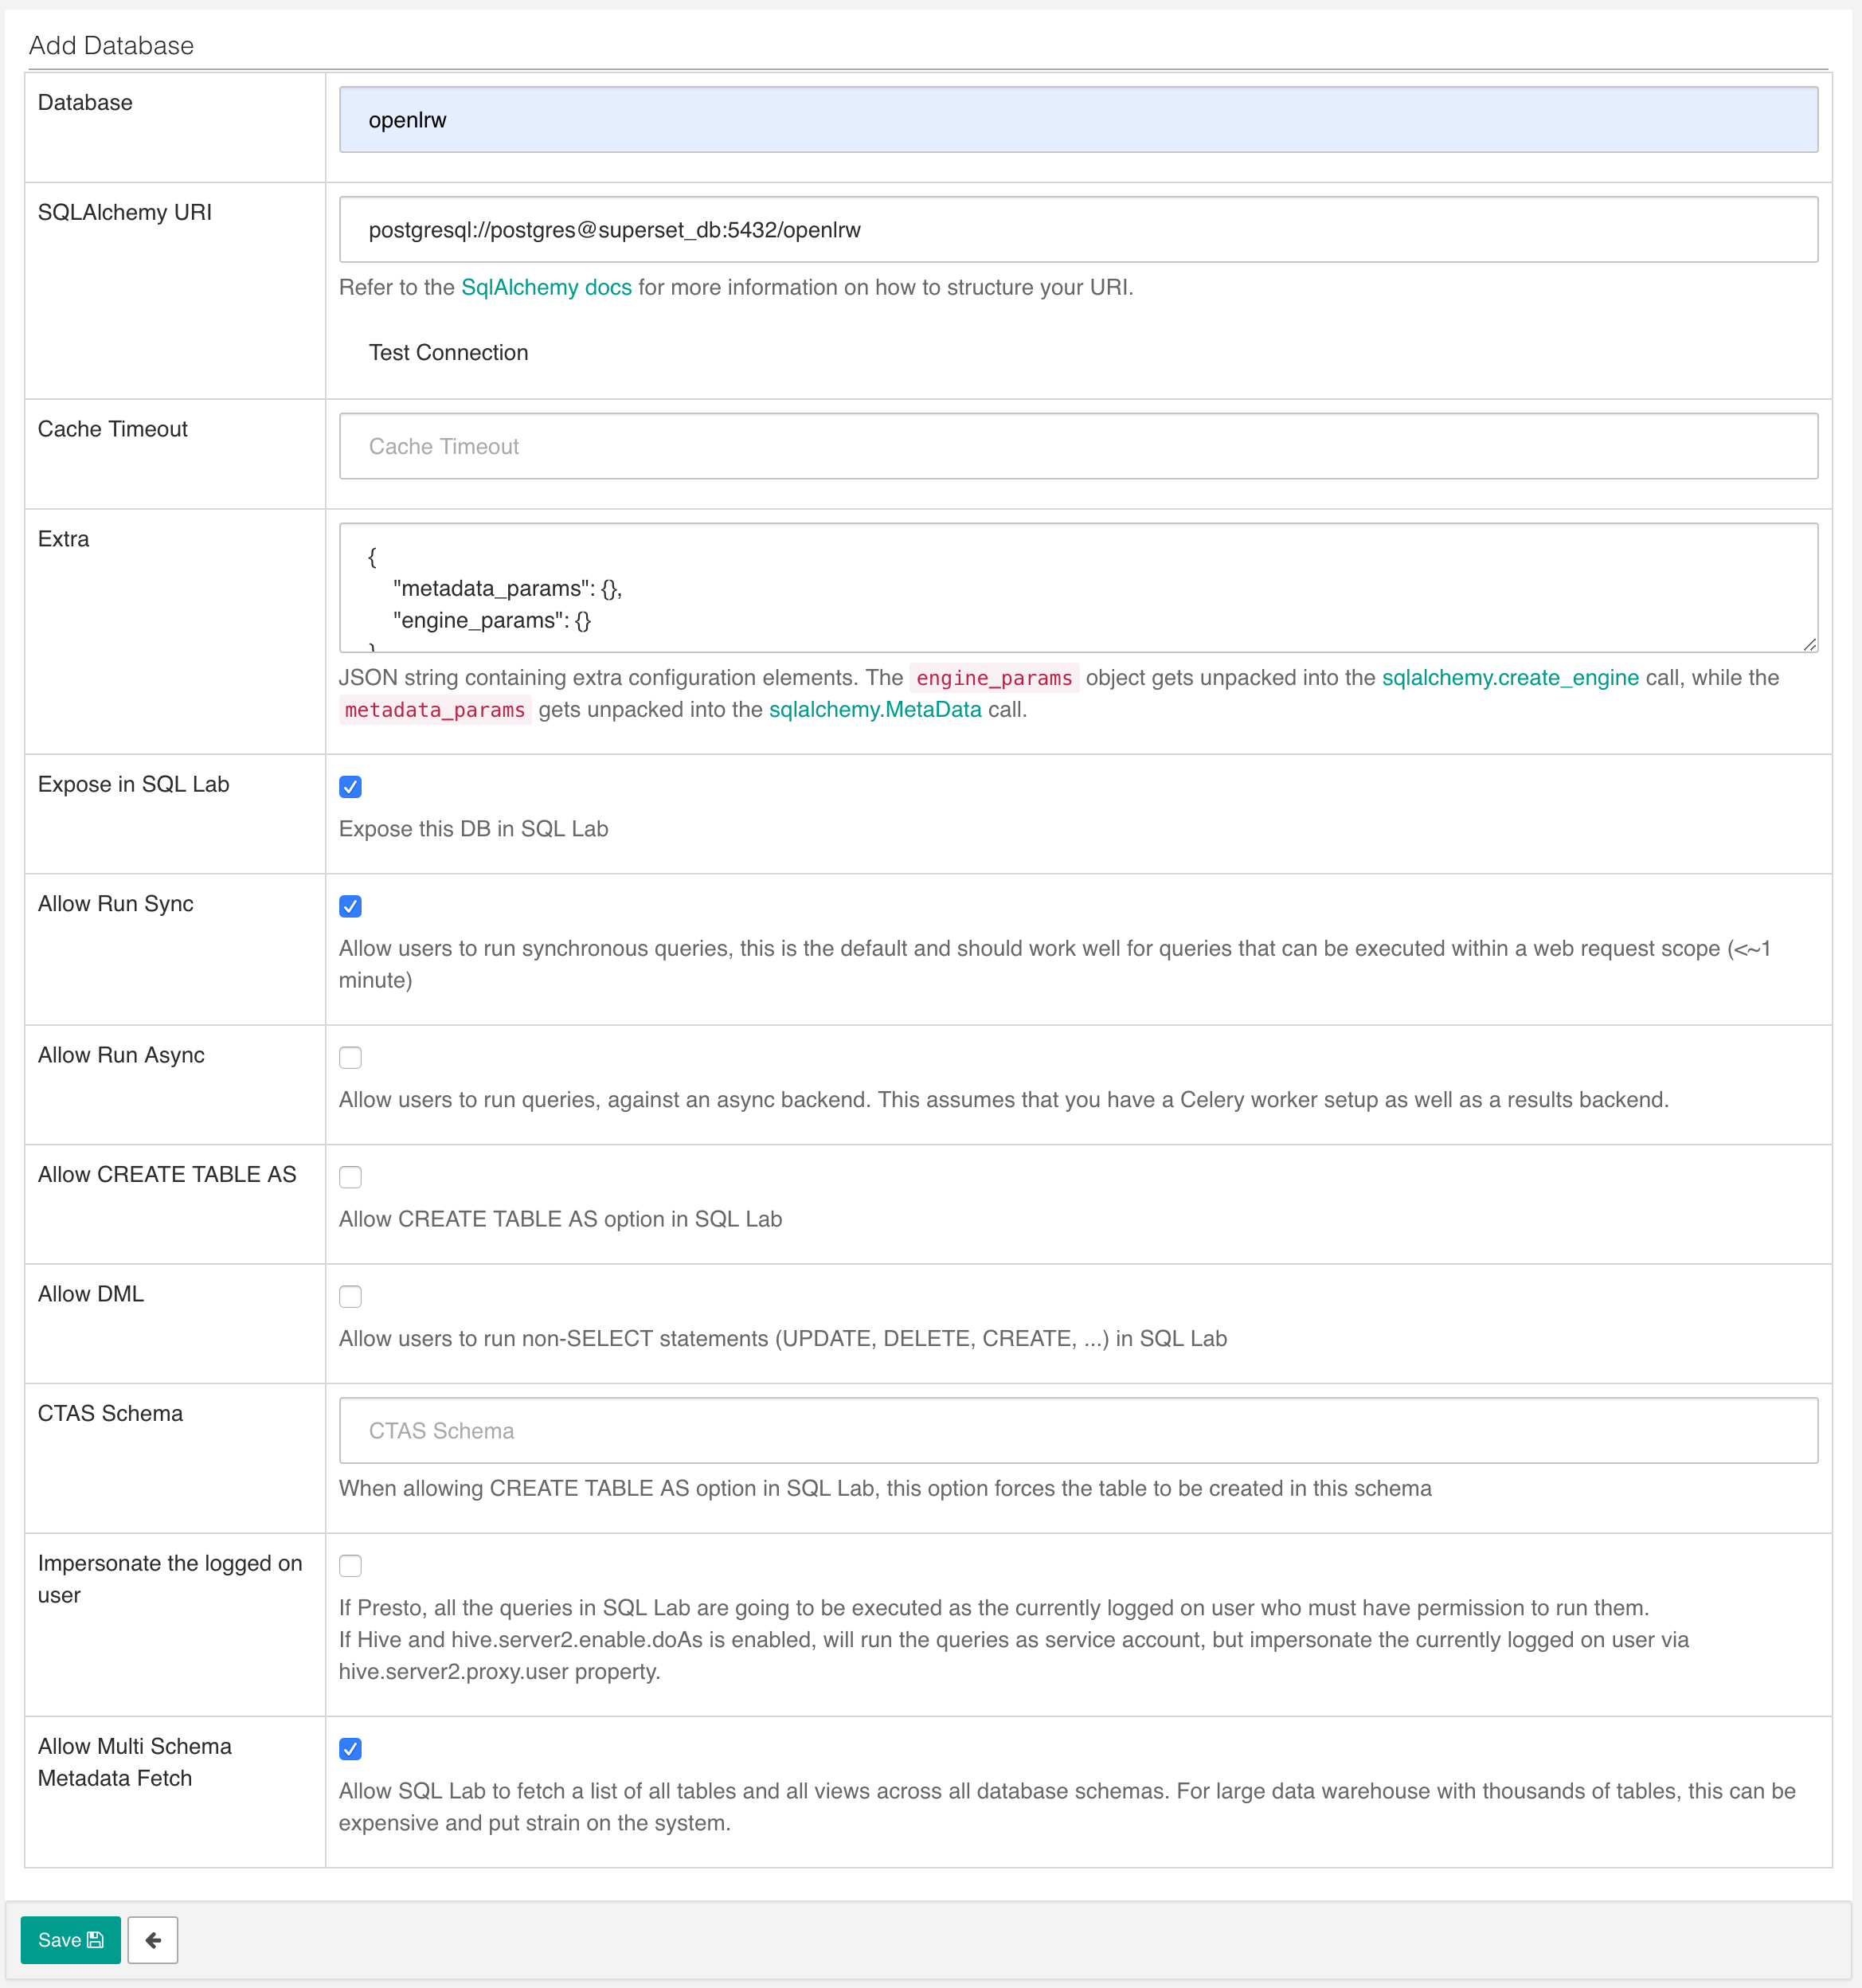 Add Database
Database
openlrw
SQLAlchemy URI
postgresql://postgres@superset_db:5432/openlrw
Refer to the SqlAlchemy docs for more information on how to structure your URI.
Test Connection
Cache Timeout
Cache Timeout
Extra
{
"metadata_params": {},
"engine_params": {}
}
JSON string containing extra configuration elements. The engine_params object gets unpacked into the sqlalchemy.create_engine call, while the
metadata_params gets unpacked into the sqlalchemy.MetaData call.
Expose in SQL Lab
Expose this DB in SQL Lab
Allow Run Sync
Allow users to run synchronous queries, this is the default and should work well for queries that can be executed within a web request scope (<~1
minute)
Allow Run Async
Allow users to run queries, against an async backend. This assumes that you have a Celery worker setup as well as a results backend.
Allow CREATE TABLE AS
Allow CREATE TABLE AS option in SQL Lab
Allow DML
Allow users to run non-SELECT statements (UPDATE, DELETE, CREATE, ...) in SQL Lab
CTAS Schema
CTAS Schema
When allowing CREATE TABLE AS option in SQL Lab, this option forces the table to be created in this schema
Impersonate the logged on
user
If Presto, all the queries in SQL Lab are going to be executed as the currently logged on user who must have permission to run them.
If Hive and hive.server2.enable.doAs is enabled, will run the queries as service account, but impersonate the currently logged on user via
hive.server2.proxy.user property.
Allow Multi Schema
Metadata Fetch
Allow SQL Lab to fetch a list of all tables and all views across all database schemas. For large data warehouse with thousands of tables, this can be
expensive and put strain on the system.
Save